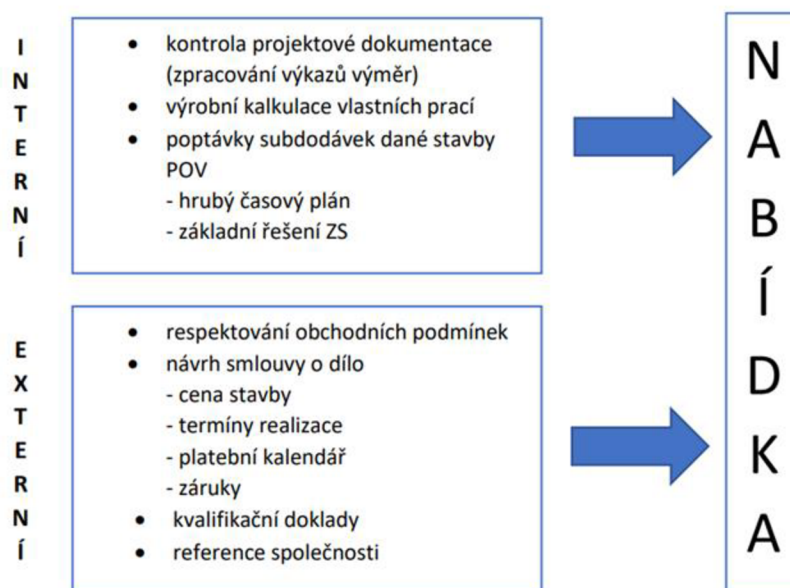 INTERNÍ
• kontrola projektové dokumentace
(zpracování výkazů výměr)
• výrobní kalkulace vlastních prací
• poptávky subdodávek dané stavby
POV
- hrubý časový plán
- základní řešení ZS
EXTERNÍ
• respektování obchodních podmínek
• návrh smlouvy o dílo
- cena stavby
- termíny realizace
- platební kalendář
- záruky
• kvalifikační doklady
• reference společnosti
NABÍDKA